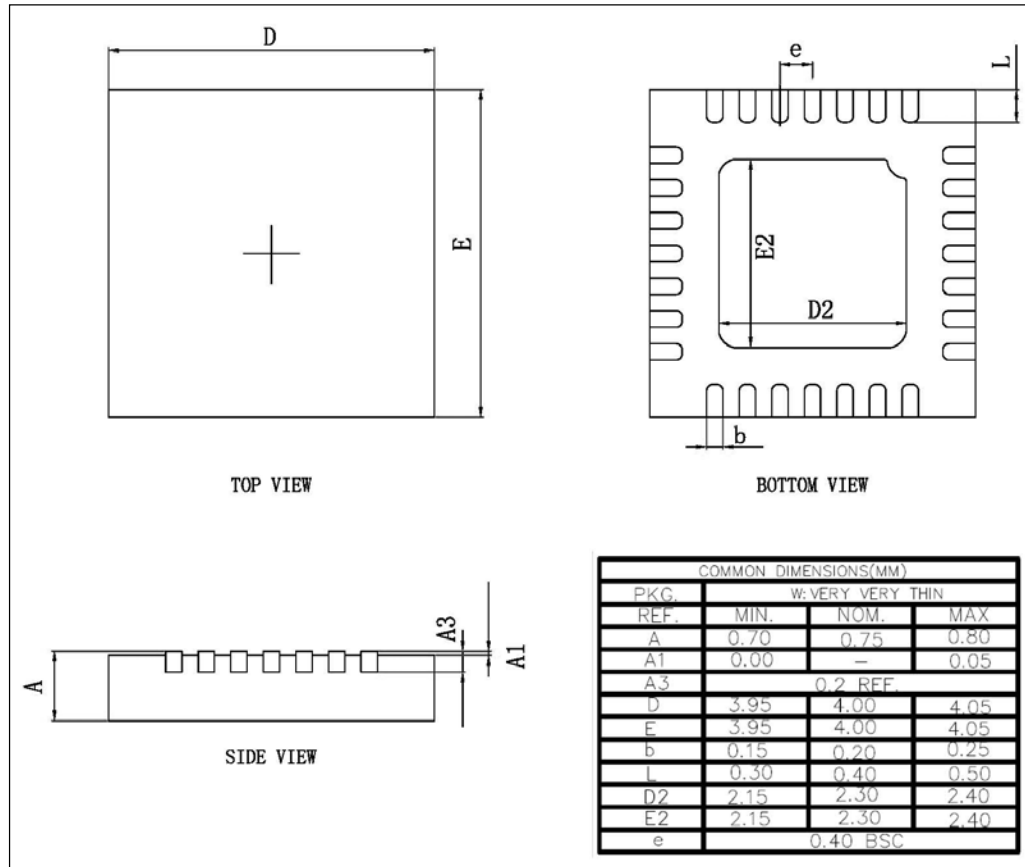 D
E
TOP VIEW
e
L
E2
D2
b
BOTTOM VIEW
A
A3
A1
SIDE VIEW
COMMON DIMENSIONS(MM)
PKG. W: VERY VERY THIN
REF. MIN. NOM. MAX
A 0.70 0.75 0.80
A1 0.00 – 0.05
A3 0.2 REF.
D 3.95 4.00 4.05
E 3.95 4.00 4.05
b 0.15 0.20 0.25
L 0.30 0.40 0.50
D2 2.15 2.30 2.40
E2 2.15 2.30 2.40
e 0.40 BSC